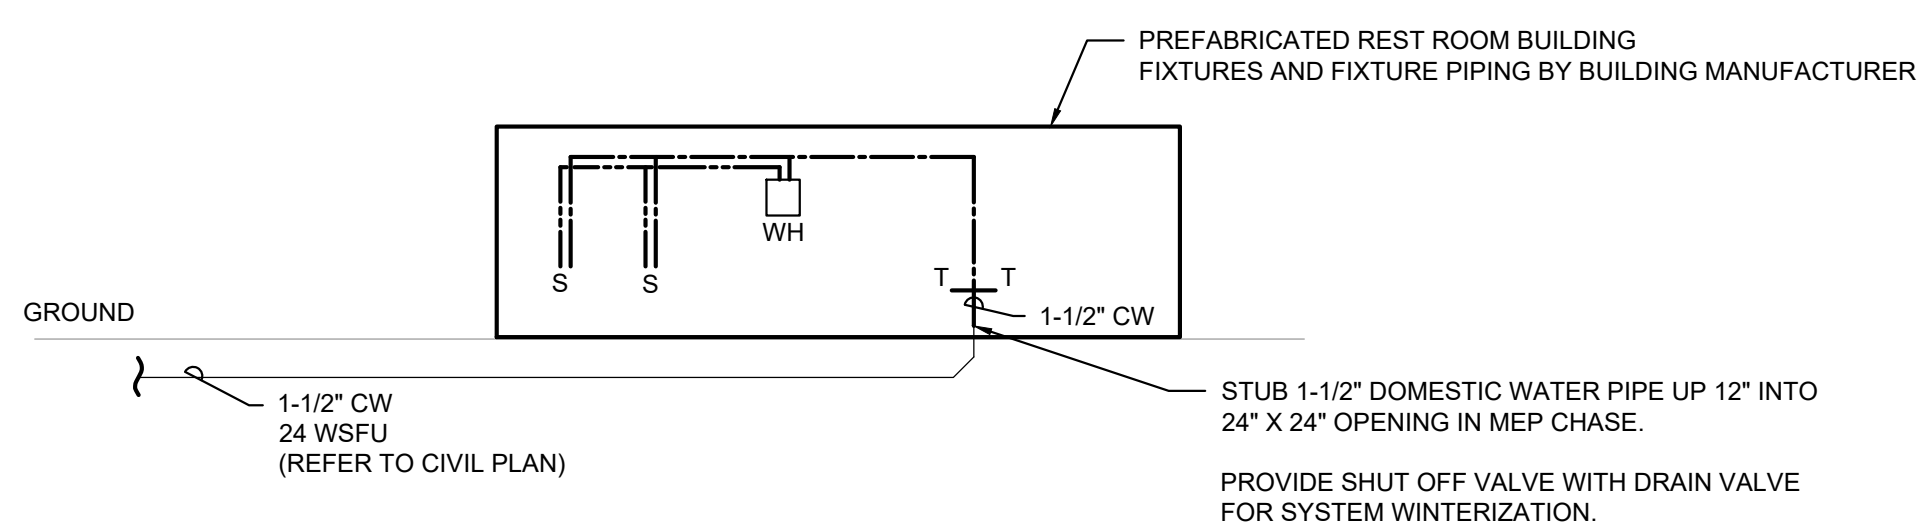 PREFABRICATED REST ROOM BUILDING
FIXTURES AND FIXTURE PIPING BY BUILDING MANUFACTURER
WH
S
S
T T
GROUND
1-1/2" CW
1-1/2" CW
24 WSFU
(REFER TO CIVIL PLAN)
STUB 1-1/2" DOMESTIC WATER PIPE UP 12" INTO
24" X 24" OPENING IN MEP CHASE.
PROVIDE SHUT OFF VALVE WITH DRAIN VALVE
FOR SYSTEM WINTERIZATION.